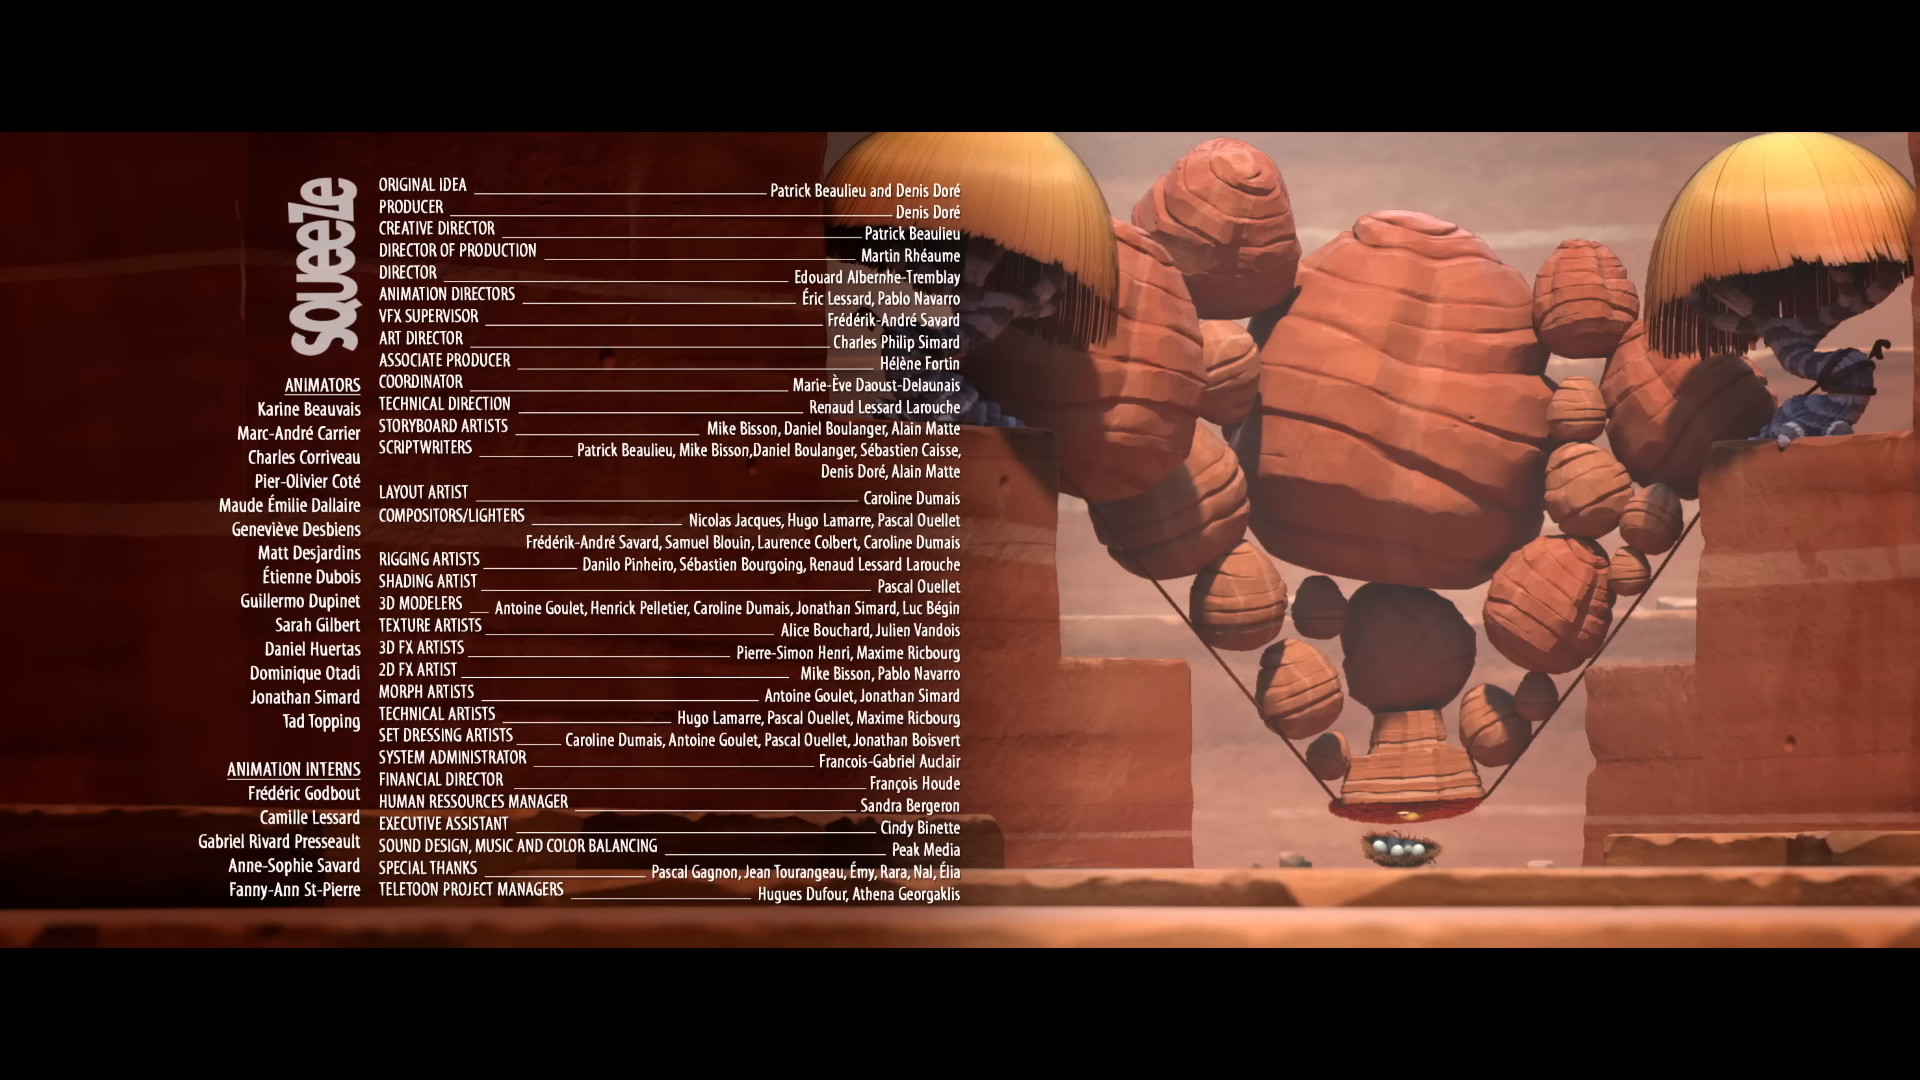 squeeze
ANIMATORS
Karine Beauvais
Marc-André Carrier
Charles Corriveau
Pier-Olivier Coté
Maude Émilie Dallaire
Geneviève Desbiens
Matt Desjardins
Étienne Dubois
Guillermo Dupinet
Sarah Gilbert
Daniel Huertas
Dominique Otadi
Jonathan Simard
Tad Topping
ANIMATION INTERNS
Frédéric Godbout
Camille Lessard
Gabriel Rivard Presseault
Anne-Sophie Savard
Fanny-Ann St-Pierre
ORIGINAL IDEA Patrick Beaulieu and Denis Doré
PRODUCER Denis Doré
CREATIVE DIRECTOR Patrick Beaulieu
DIRECTOR OF PRODUCTION Martin Rhéaume
DIRECTOR Edouard Albernhe-Tremblay
ANIMATION DIRECTORS Éric Lessard, Pablo Navarro
VFX SUPERVISOR Frédérik-André Savard
ART DIRECTOR Charles Philip Simard
ASSOCIATE PRODUCER Hélène Fortin
COORDINATOR Marie-Ève Daoust-Delaunais
TECHNICAL DIRECTION Renaud Lessard Larouche
STORYBOARD ARTISTS Mike Bisson, Daniel Boulanger, Alain Matte
SCRIPTWRITERS Patrick Beaulieu, Mike Bisson,Daniel Boulanger, Sébastien Caisse,
Denis Doré, Alain Matte
LAYOUT ARTIST Caroline Dumais
COMPOSITORS/LIGHTERS Nicolas Jacques, Hugo Lamarre, Pascal Ouellet
Frédérik-André Savard, Samuel Blouin, Laurence Colbert, Caroline Dumais
RIGGING ARTISTS Danilo Pinheiro, Sébastien Bourgoing, Renaud Lessard Larouche
SHADING ARTIST Pascal Ouellet
3D MODELERS Antoine Goulet, Henrick Pelletier, Caroline Dumais, Jonathan Simard, Luc Bégin
TEXTURE ARTISTS Alice Bouchard, Julien Vandois
3D FX ARTISTS Pierre-Simon Henri, Maxime Ricbourg
2D FX ARTIST Mike Bisson, Pablo Navarro
MORPH ARTISTS Antoine Goulet, Jonathan Simard
TECHNICAL ARTISTS Hugo Lamarre, Pascal Ouellet, Maxime Ricbourg
SET DRESSING ARTISTS Caroline Dumais, Antoine Goulet, Pascal Ouellet, Jonathan Boisvert
SYSTEM ADMINISTRATOR Francois-Gabriel Auclair
FINANCIAL DIRECTOR François Houde
HUMAN RESSOURCES MANAGER Sandra Bergeron
EXECUTIVE ASSISTANT Cindy Binette
SOUND DESIGN, MUSIC AND COLOR BALANCING Peak Media
SPECIAL THANKS Pascal Gagnon, Jean Tourangeau, Émy, Rara, Nal, Élia
TELETOON PROJECT MANAGERS Hugues Dufour, Athena Georgaklis